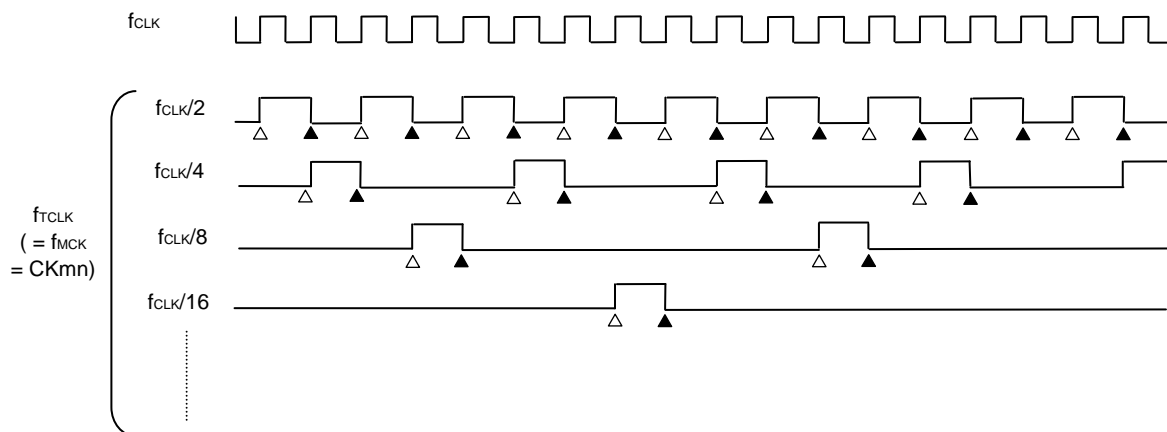 fCLK
fCLK/2
fCLK/4
fCLK/8
fCLK/16
fTCLK
( = fMCK
= CKmn)